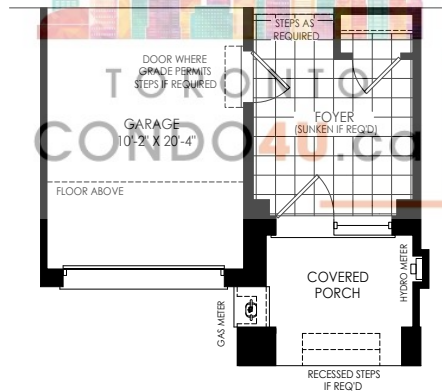 STEPS AS
REQUIRED
DOOR WHERE
GRADE PERMITS
STEPS IF REQUIRED
TORONTO
GARAGE
10'-2" X 20'-4"
FOYER
(SUNKEN IF REQ'D)
CONDO4U.ca
FLOOR ABOVE
COVERED
PORCH
HYDRO METER
GAS METER
RECESSED STEPS
IF REQ'D